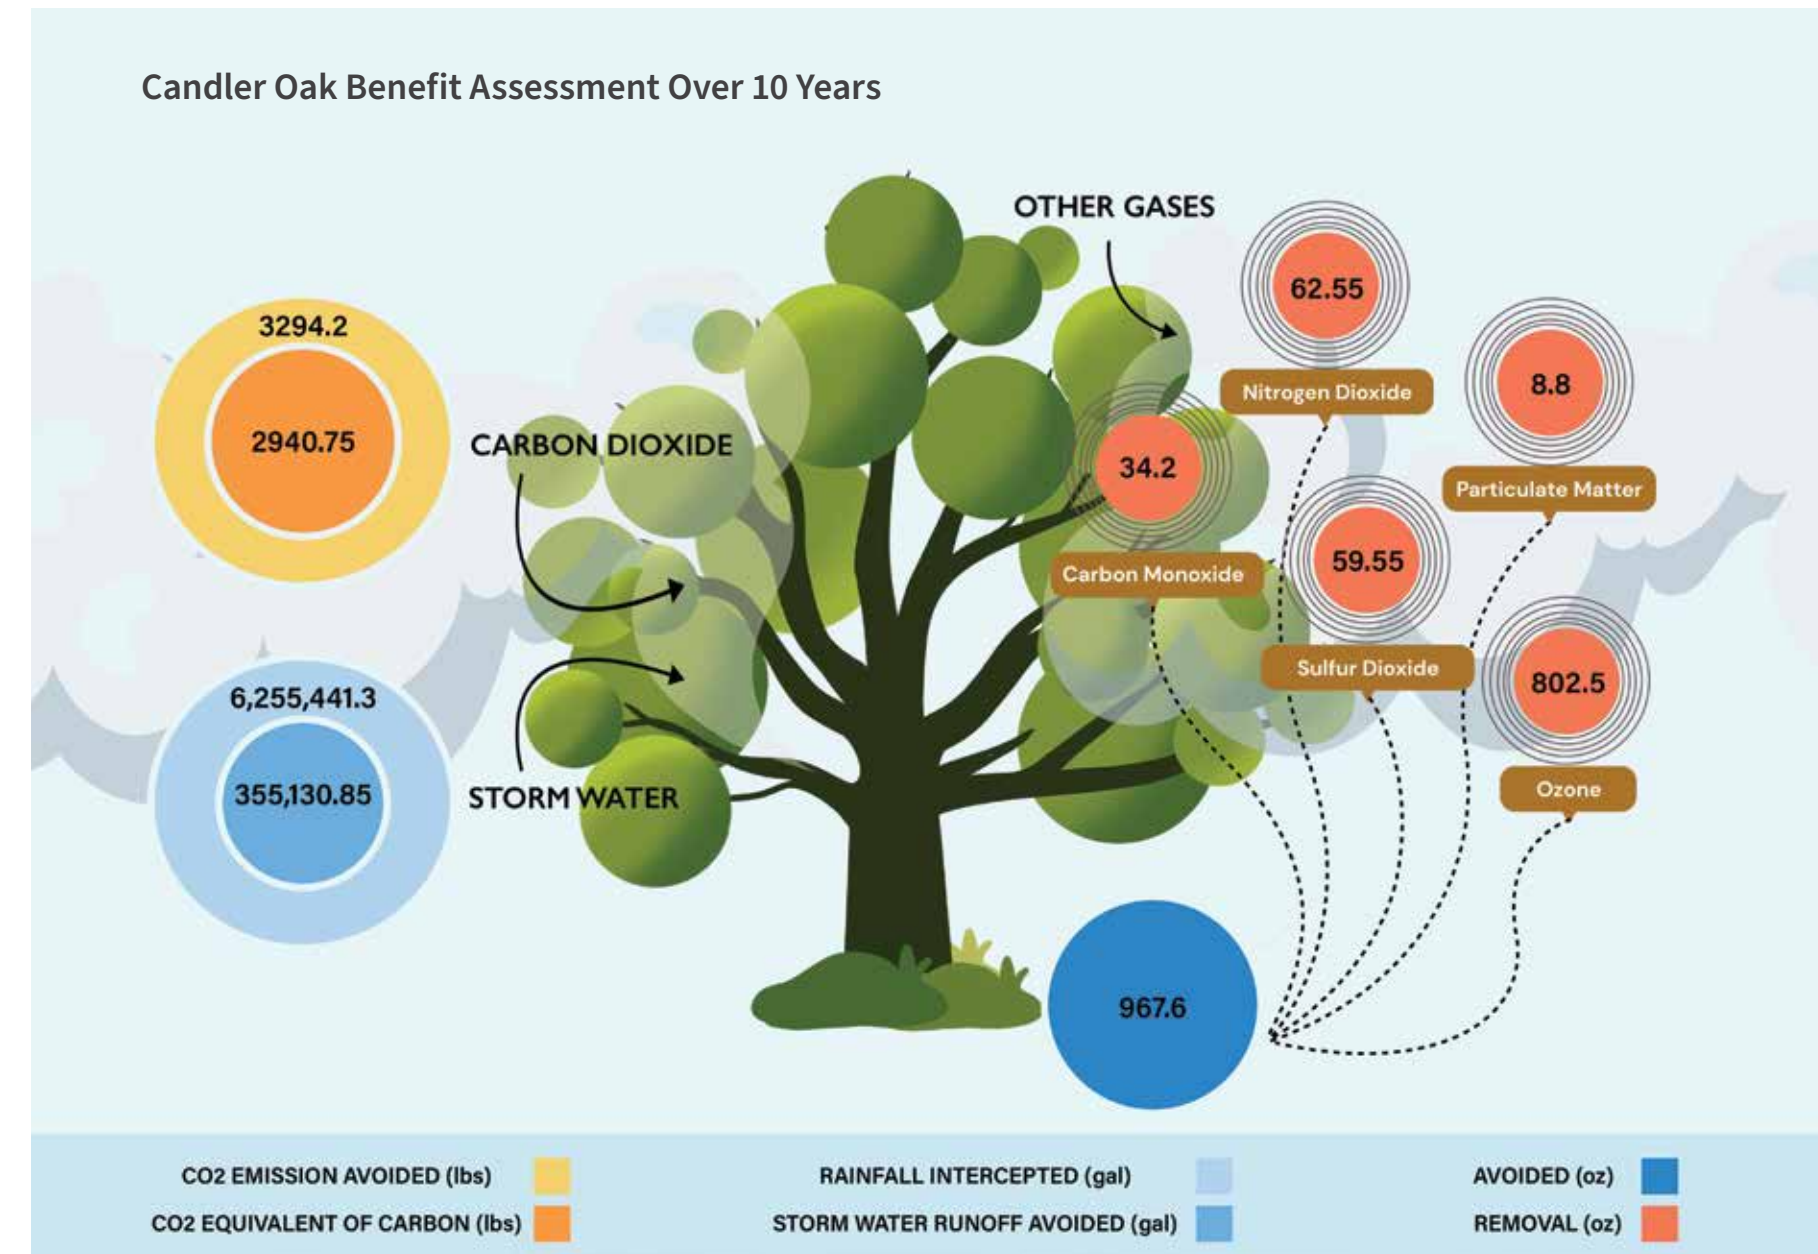 Candler Oak Benefit Assessment Over 10 Years
OTHER GASES
62.55
Nitrogen Dioxide
8.8
Particulate Matter
34.2
Carbon Monoxide
59.55
Sulfur Dioxide
802.5
Ozone
3294.2
2940.75
CARBON DIOXIDE
6,255,441.3
355,130.85
STORM WATER
967.6
CO2 EMISSION AVOIDED (lbs)
CO2 EQUIVALENT OF CARBON (lbs)
RAINFALL INTERCEPTED (gal)
STORM WATER RUNOFF AVOIDED (gal)
AVOIDED (oz)
REMOVAL (oz)